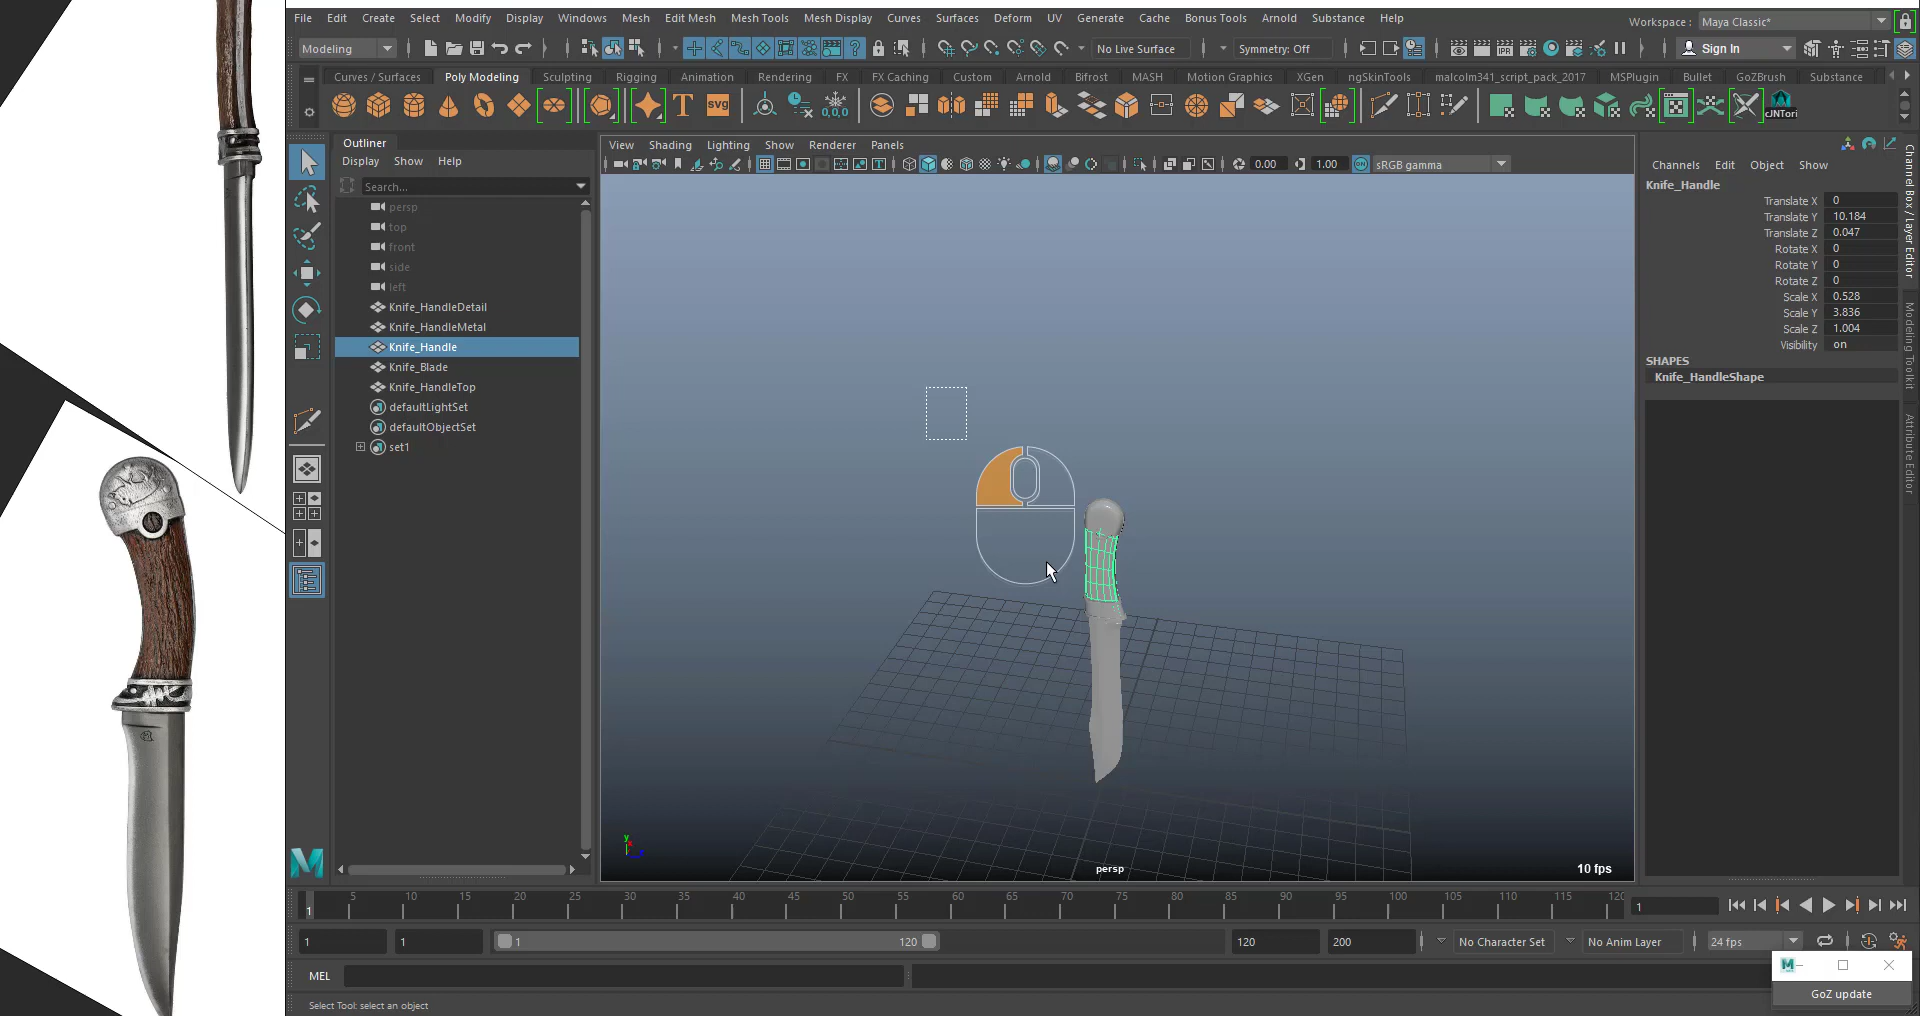 File Edit Create Select Modify Display Windows Mesh Edit Mesh Mesh Tools Mesh Display Curves Surfaces Deform UV Generate Cache Bonus Tools Arnold Substance Help
Workspace : Maya Classic*
Modeling No Live Surface Symmetry: Off IPR Sign In
Curves / Surfaces Poly Modeling Sculpting Rigging Animation Rendering FX FX Caching Custom Arnold Bifrost MASH Motion Graphics XGen ngSkinTools malcolm341_script_pack_2017 MSPlugin Bullet GoZBrush Substance
T svg 0,0,0 cJNTori
Outliner
Display Show Help
Search...
persp
top
front
side
left
Knife_HandleDetail
Knife_HandleMetal
Knife_Handle
Knife_Blade
Knife_HandleTop
defaultLightSet
defaultObjectSet
set1
View Shading Lighting Show Renderer Panels
0.00 1.00 ON sRGB gamma
y
persp
10 fps
Channels Edit Object Show
Knife_Handle
Translate X 0
Translate Y 10.184
Translate Z 0.047
Rotate X 0
Rotate Y 0
Rotate Z 0
Scale X 0.528
Scale Y 3.836
Scale Z 1.004
Visibility on
SHAPES
Knife_HandleShape
Channel Box / Layer Editor
Modeling Toolkit
Attribute Editor
5 10 15 20 25 30 35 40 45 50 55 60 65 70 75 80 85 90 95 100 105 110 115 120
1 1
1 1 1 120 120 200 No Character Set No Anim Layer 24 fps
MEL
Select Tool: select an object
GoZ update